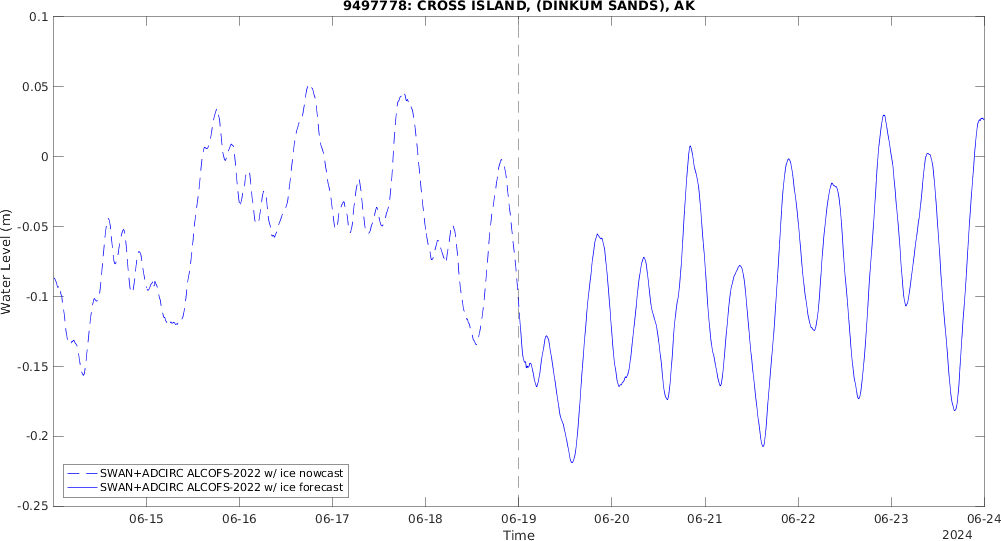 9497778: CROSS ISLAND, (DINKUM SANDS), AK
0.1
0.05
0
-0.05
-0.1
-0.15
-0.2
-0.25
Water Level (m)
SWAN+ADCIRC ALCOFS-2022 w/ ice nowcast
SWAN+ADCIRC ALCOFS-2022 w/ ice forecast
06-15 06-16 06-17 06-18 06-19 06-20 06-21 06-22 06-23 06-24
Time
2024